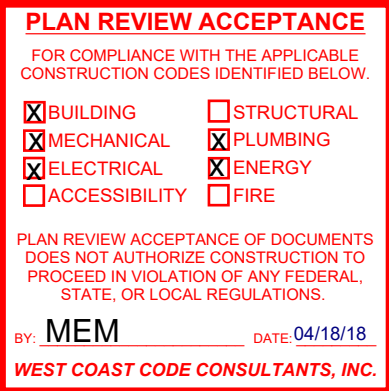 PLAN REVIEW ACCEPTANCE
FOR COMPLIANCE WITH THE APPLICABLE
CONSTRUCTION CODES IDENTIFIED BELOW.
X BUILDING STRUCTURAL
X MECHANICAL X PLUMBING
X ELECTRICAL X ENERGY
ACCESSIBILITY FIRE
PLAN REVIEW ACCEPTANCE OF DOCUMENTS
DOES NOT AUTHORIZE CONSTRUCTION TO
PROCEED IN VIOLATION OF ANY FEDERAL,
STATE, OR LOCAL REGULATIONS.
BY: MEM DATE: 04/18/18
WEST COAST CODE CONSULTANTS, INC.